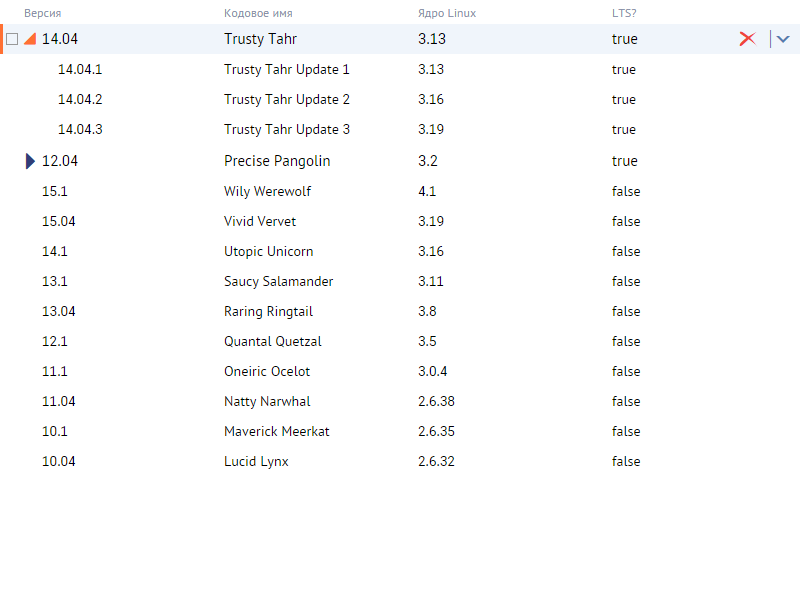 Версия Кодовое имя Ядро Linux LTS?
14.04 Trusty Tahr 3.13 true
14.04.1 Trusty Tahr Update 1 3.13 true
14.04.2 Trusty Tahr Update 2 3.16 true
14.04.3 Trusty Tahr Update 3 3.19 true
12.04 Precise Pangolin 3.2 true
15.1 Wily Werewolf 4.1 false
15.04 Vivid Vervet 3.19 false
14.1 Utopic Unicorn 3.16 false
13.1 Saucy Salamander 3.11 false
13.04 Raring Ringtail 3.8 false
12.1 Quantal Quetzal 3.5 false
11.1 Oneiric Ocelot 3.0.4 false
11.04 Natty Narwhal 2.6.38 false
10.1 Maverick Meerkat 2.6.35 false
10.04 Lucid Lynx 2.6.32 false